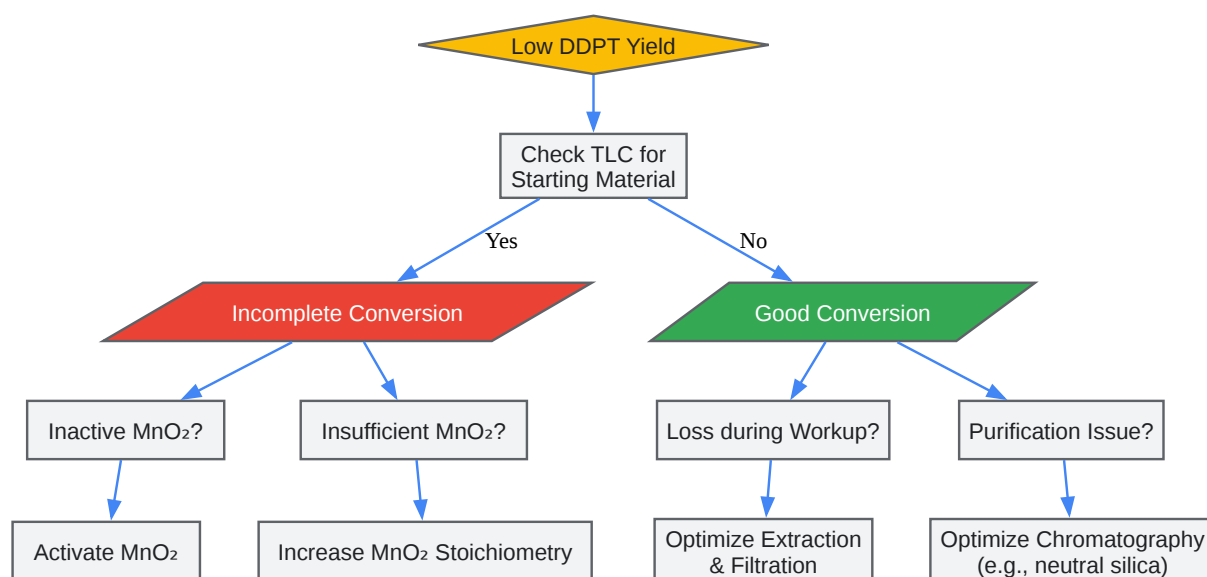 Low DDPT Yield
Check TLC for
Starting Material
Yes
No
Incomplete Conversion
Good Conversion
Inactive MnO₂?
Insufficient MnO₂?
Loss during Workup?
Purification Issue?
Activate MnO₂
Increase MnO₂ Stoichiometry
Optimize Extraction
& Filtration
Optimize Chromatography
(e.g., neutral silica)